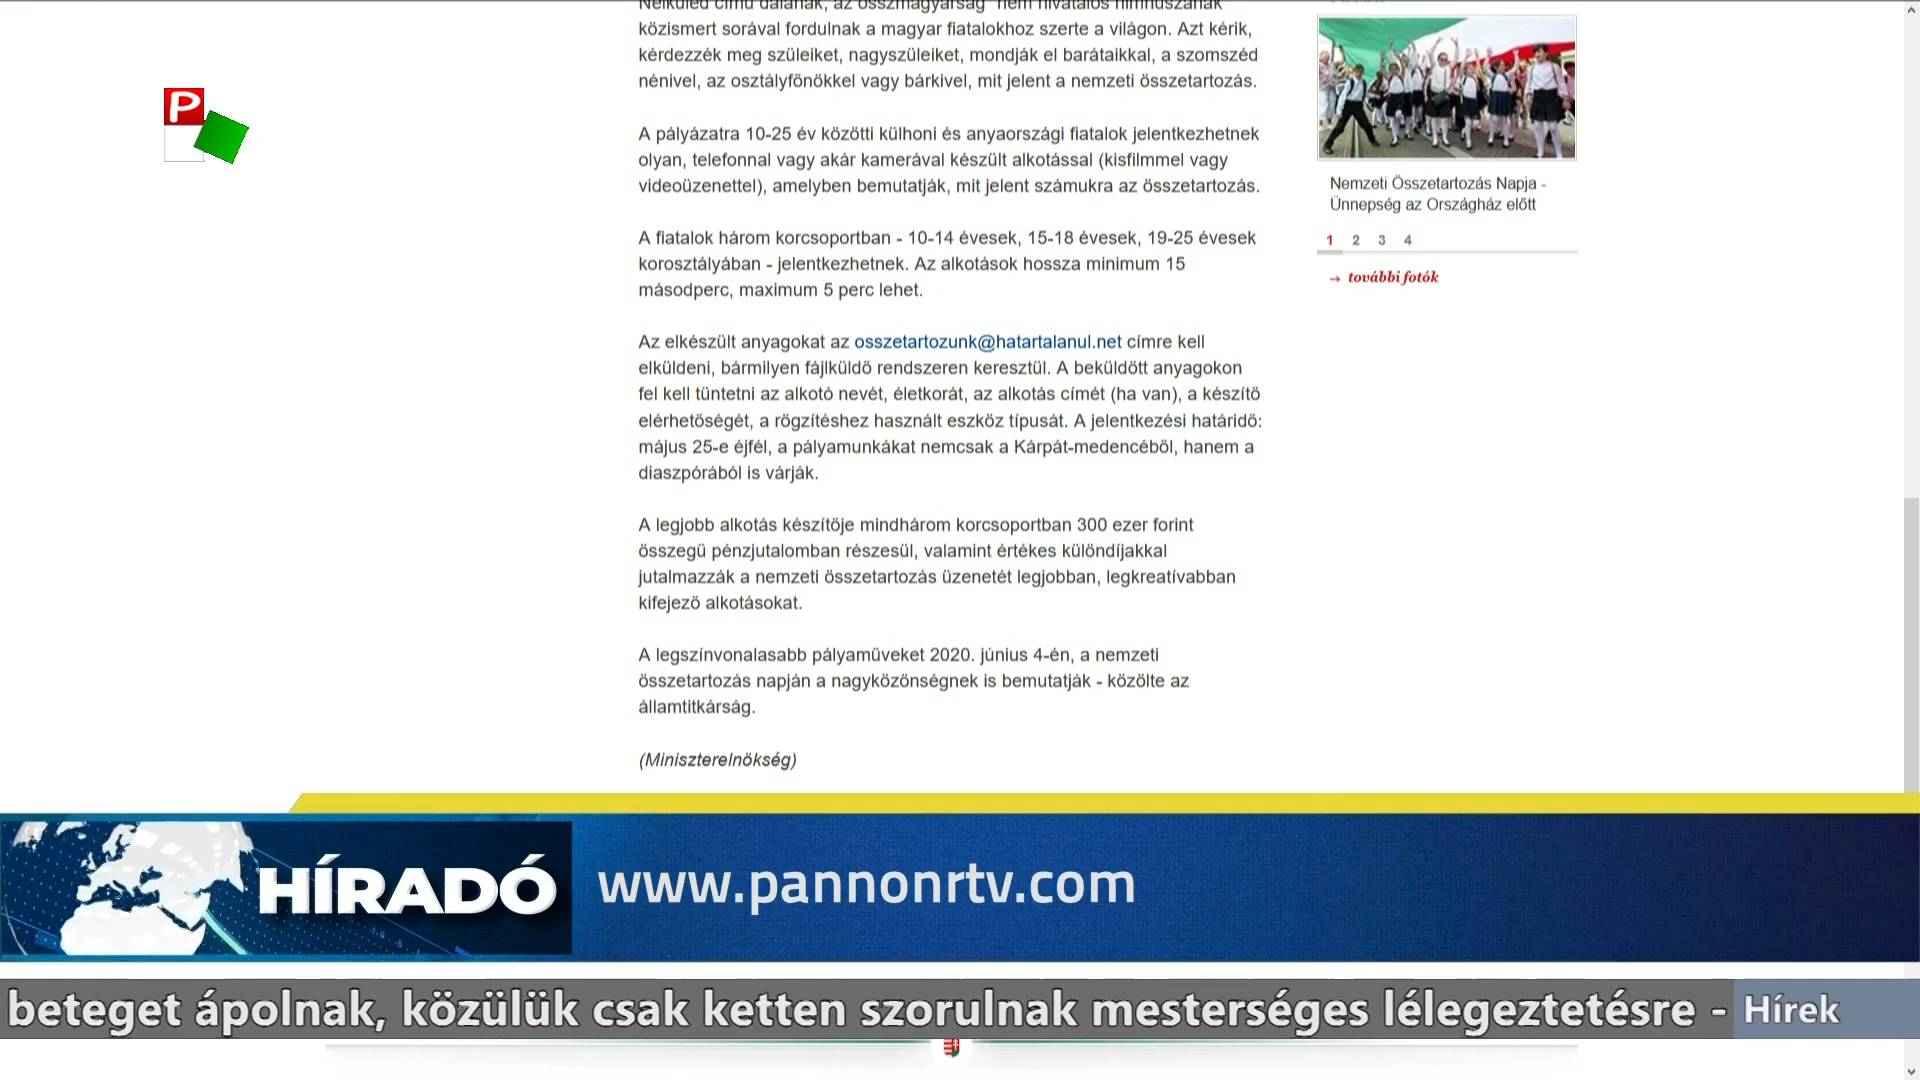 Nélküled című dalának, az összmagyarság "nem hivatalos himnuszának"
közismert sorával fordulnak a magyar fiatalokhoz szerte a világon. Azt kérik,
kérdezzék meg szüleiket, nagyszüleiket, mondják el barátaikkal, a szomszéd
nénivel, az osztályfőnökkel vagy bárkivel, mit jelent a nemzeti összetartozás.
A pályázatra 10-25 év közötti külhoni és anyaországi fiatalok jelentkezhetnek
olyan, telefonnal vagy akár kamerával készült alkotással (kisfilmmel vagy
videoüzenettel), amelyben bemutatják, mit jelent számukra az összetartozás.
A fiatalok három korcsoportban - 10-14 évesek, 15-18 évesek, 19-25 évesek
korosztályában - jelentkezhetnek. Az alkotások hossza minimum 15
másodperc, maximum 5 perc lehet.
Az elkészült anyagokat az osszetartozunk@hatartalanul.net címre kell
elküldeni, bármilyen fájlküldő rendszeren keresztül. A beküldött anyagokon
fel kell tüntetni az alkotó nevét, életkorát, az alkotás címét (ha van), a készítő
elérhetőségét, a rögzítéshez használt eszköz típusát. A jelentkezési határidő:
május 25-e éjfél, a pályamunkákat nemcsak a Kárpát-medencéből, hanem a
diaszpórából is várják.
A legjobb alkotás készítője mindhárom korcsoportban 300 ezer forint
összegű pénzjutalomban részesül, valamint értékes különdíjakkal
jutalmazzák a nemzeti összetartozás üzenetét legjobban, legkreatívabban
kifejező alkotásokat.
A legszínvonalasabb pályaműveket 2020. június 4-én, a nemzeti
összetartozás napján a nagyközönségnek is bemutatják - közölte az
államtitkárság.
(Miniszterelnökség)
Nemzeti Összetartozás Napja -
Ünnepség az Országház előtt
1 2 3 4
→ további fotók
P
HÍRADÓ
www.pannonrtv.com
beteget ápolnak, közülük csak ketten szorulnak mesterséges lélegeztetésre - Hírek